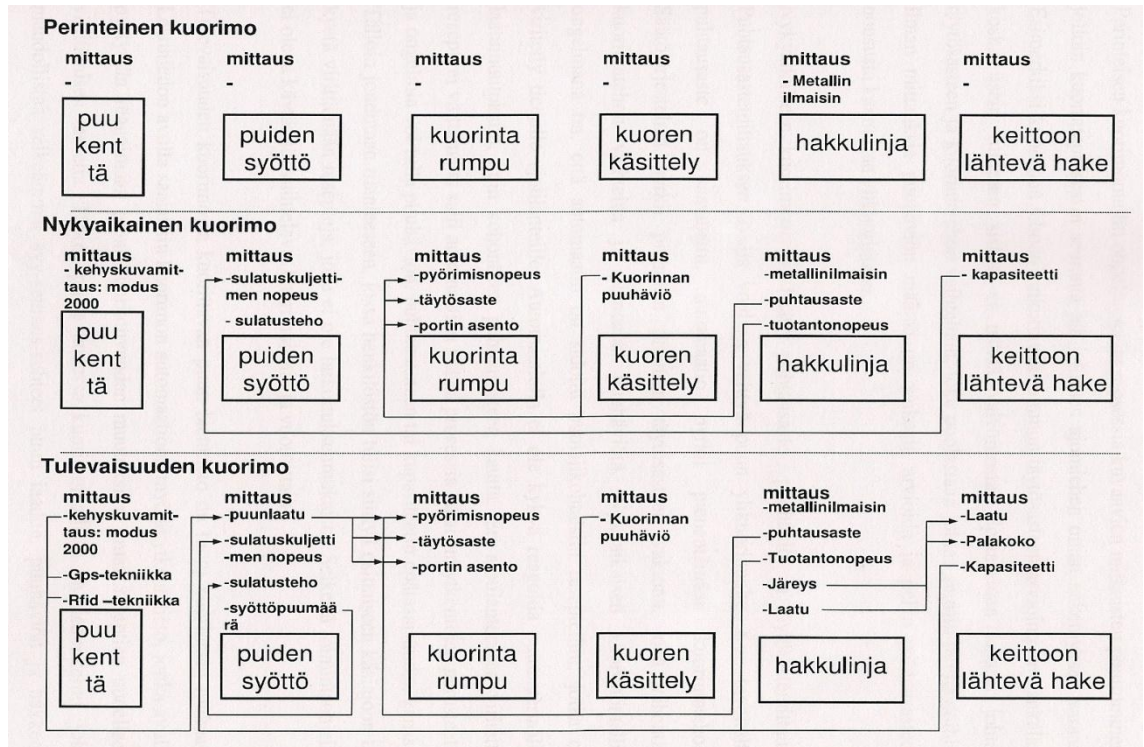 Perinteinen kuorimo
mittaus
-
puu
kent
tä
mittaus
-
puiden
syöttö
mittaus
-
kuorinta
rumpu
mittaus
-
kuoren
käsittely
mittaus
- Metallin
ilmaisin
hakkulinja
mittaus
-
keittoon
lähtevä hake
Nykyaikainen kuorimo
mittaus
- kehyskuvamit-
taus: modus
2000
puu
kent
tä
mittaus
-sulatuskuljetti-
men nopeus
- sulatusteho
puiden
syöttö
mittaus
-pyörimisnopeus
-täytösaste
-portin asento
kuorinta
rumpu
mittaus
- Kuorinnan
puuhäviö
kuoren
käsittely
mittaus
-metallinilmaisin
-puhtausaste
-tuotantonopeus
hakkulinja
mittaus
- kapasiteetti
keittoon
lähtevä hake
Tulevaisuuden kuorimo
mittaus
-kehyskuvamit-
taus: modus
2000
-Gps-tekniikka
-Rfid –tekniikka
puu
kent
tä
mittaus
-puunlaatu
-sulatuskuljetti
-men nopeus
-sulatusteho
-syöttöpuumää
rä
puiden
syöttö
mittaus
-pyörimisnopeus
-täytösaste
-portin asento
kuorinta
rumpu
mittaus
- Kuorinnan
puuhäviö
kuoren
käsittely
mittaus
-metallinilmaisin
-puhtausaste
-Tuotantonopeus
-Järeys
-Laatu
hakkulinja
mittaus
-Laatu
-Palakoko
-Kapasiteetti
keittoon
lähtevä hake